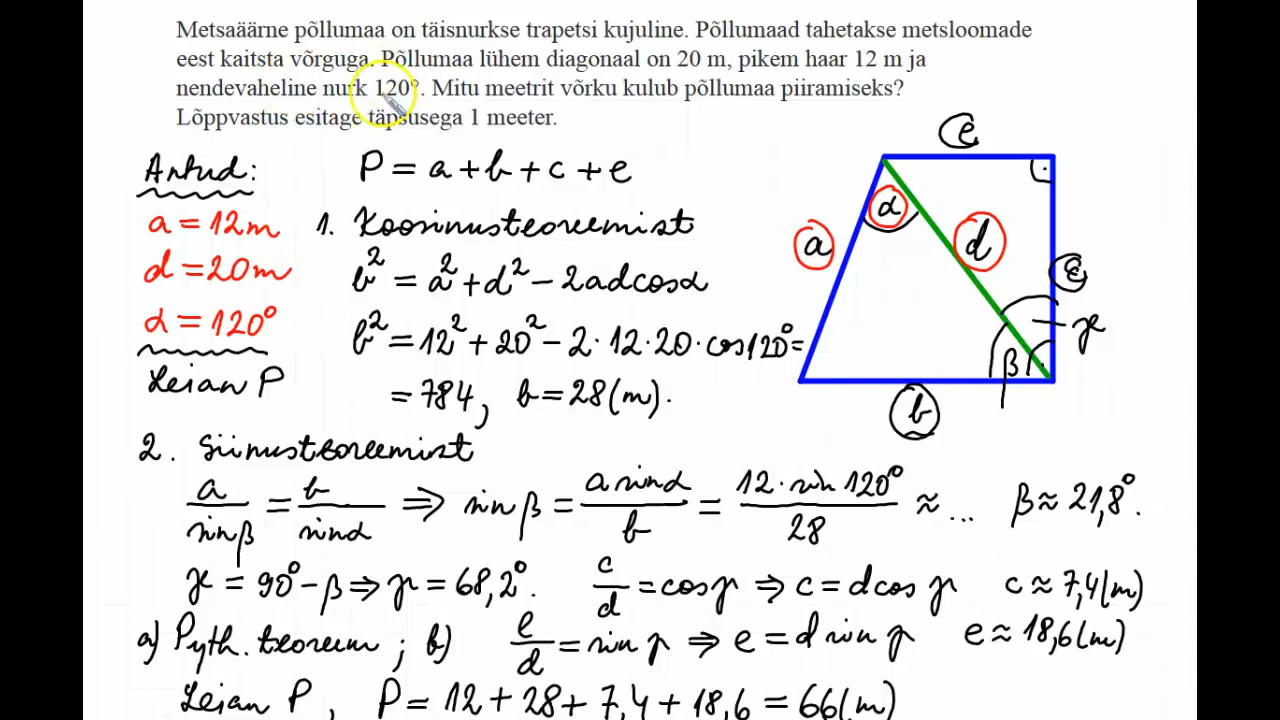 Metsaäärne põllumaa on täisnurkse trapetsi kujuline. Põllumaad tahetakse metsloomade
eest kaitsta võrguga. Põllumaa lühem diagonaal on 20 m, pikem haar 12 m ja
nendevaheline nurk 120°. Mitu meetrit võrku kulub põllumaa piiramiseks?
Lõppvastus esitage täpsusega 1 meeter.
Antud:
a = 12m
d = 20m
α = 120°
Leian P
P = a + b + c + e
1. Koosinusteoreemist
b² = a² + d² − 2adcosα
b² = 12² + 20² − 2·12·20·cos120° =
= 784, b = 28(m).
e
α
a
d
c
γ
β
b
2. Siinusteoreemist
a/sinβ = b/sinα ⇒ sinβ = a sinα/b = 12·sin120°/28 ≈ ... β ≈ 21,8°.
γ = 90° − β ⇒ γ = 68,2°. c/d = cosγ ⇒ c = d cosγ c ≈ 7,4(m)
a) Pyth. teoreem; b) e/d = sinγ ⇒ e = d sinγ e ≈ 18,6(m)
Leian P, P = 12 + 28 + 7,4 + 18,6 = 66(m)